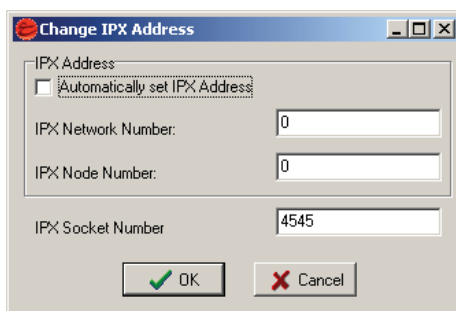 Change IPX Address
IPX Address
Automatically set IPX Address
IPX Network Number: 0
IPX Node Number: 0
IPX Socket Number 4545
OK Cancel